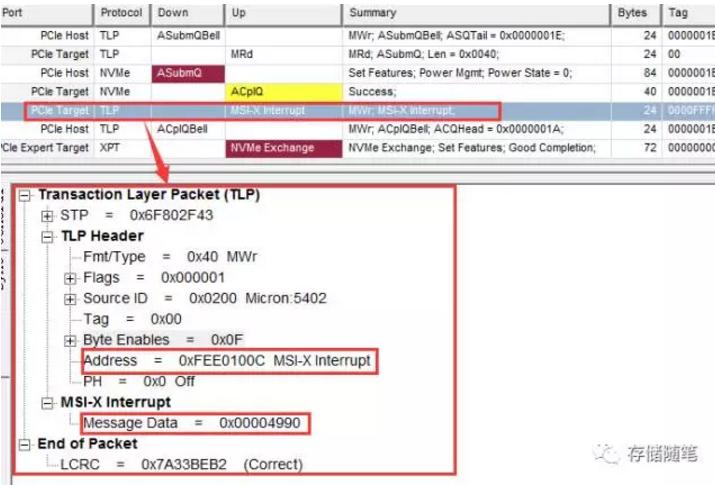 Port Protocol Down Up Summary Bytes Tag
PCIe Host TLP ASubmQBell MWr; ASubmQBell; ASQTail = 0x0000001E; 24 0000001E
PCIe Target TLP MRd MRd; ASubmQ; Len = 0x0040; 24 00
PCIe Host NVMe ASubmQ Set Features; Power Mgmt; Power State = 0; 84 0000001E
PCIe Target NVMe ACplQ Success; 40 0000001E
PCIe Target TLP MSI-X Interrupt MWr; MSI-X Interrupt; 24 0000FFFF
PCIe Host TLP ACplQBell MWr; ACplQBell; ACQHead = 0x0000001A; 24 0000001E
PCIe Expert Target XPT NVMe Exchange NVMe Exchange; Set Features; Good Completion; 72 00000000
Transaction Layer Packet (TLP)
STP = 0x6F802F43
TLP Header
Fmt/Type = 0x40 MWr
Flags = 0x000001
Source ID = 0x0200 Micron:5402
Tag = 0x00
Byte Enables = 0x0F
Address = 0xFEE0100C MSI-X Interrupt
PH = 0x0 Off
MSI-X Interrupt
Message Data = 0x00004990
End of Packet
LCRC = 0x7A33BEB2 (Correct)
存储随笔